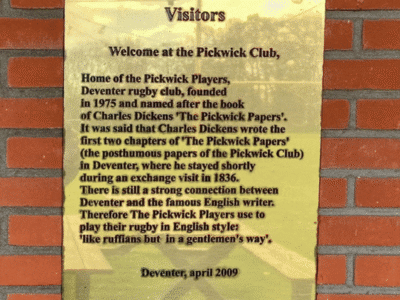 Visitors
Welcome at the Pickwick Club,
Home of the Pickwick Players,
Deventer rugby club, founded
in 1975 and named after the book
of Charles Dickens 'The Pickwick Papers'.
It was said that Charles Dickens wrote the
first two chapters of 'The Pickwick Papers'
(the posthumous papers of the Pickwick Club)
in Deventer, where he stayed shortly
during an exchange visit in 1836.
There is still a strong connection between
Deventer and the famous English writer.
Therefore The Pickwick Players use to
play their rugby in English style:
'like ruffians but in a gentlemen's way'.
Deventer, april 2009